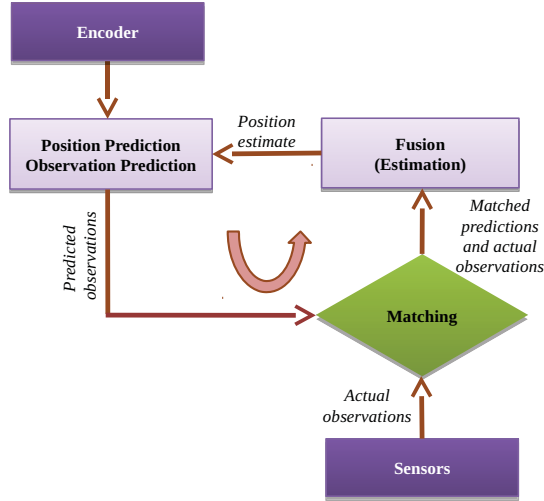 Encoder
Position Prediction
Observation Prediction
Position
estimate
Fusion
(Estimation)
Predicted
observations
Matched
predictions
and actual
observations
Matching
Actual
observations
Sensors